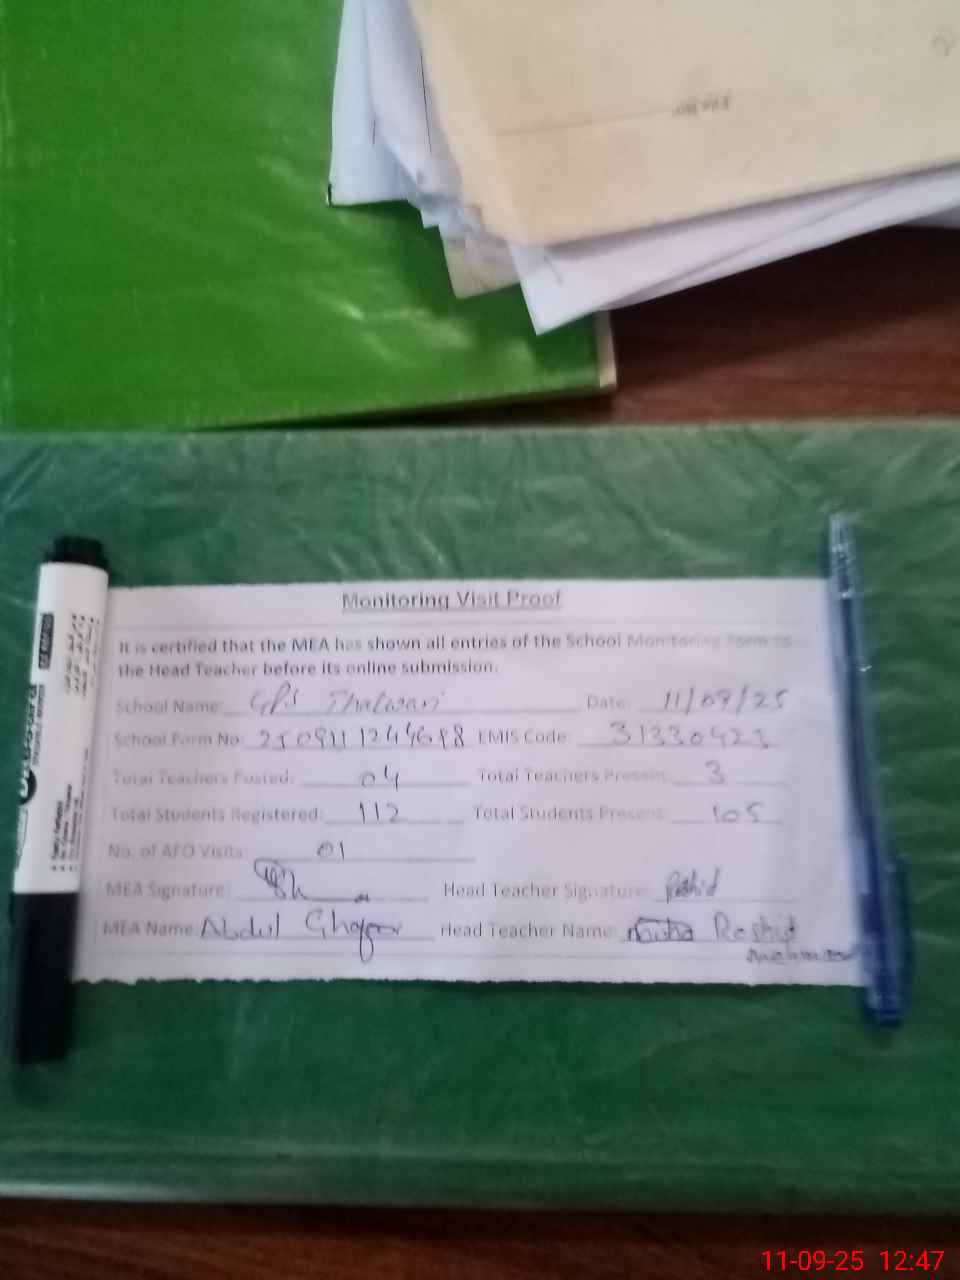 Monitoring Visit Proof
It is certified that the MEA has shown all entries of the School Monitoring Form to
the Head Teacher before its online submission.
School Name: GPS Thalwari Date: 11/09/25
School Form No: 2509111244698 EMIS Code: 31330423
Total Teachers Posted: 04 Total Teachers Present: 3
Total Students Registered: 112 Total Students Present: 105
No. of AEO Visits: 01
MEA Signature: Head Teacher Signature: Rashid
MEA Name: Abdul Ghafoor Head Teacher Name: Rashid
Mehmood
11-09-25 12:47